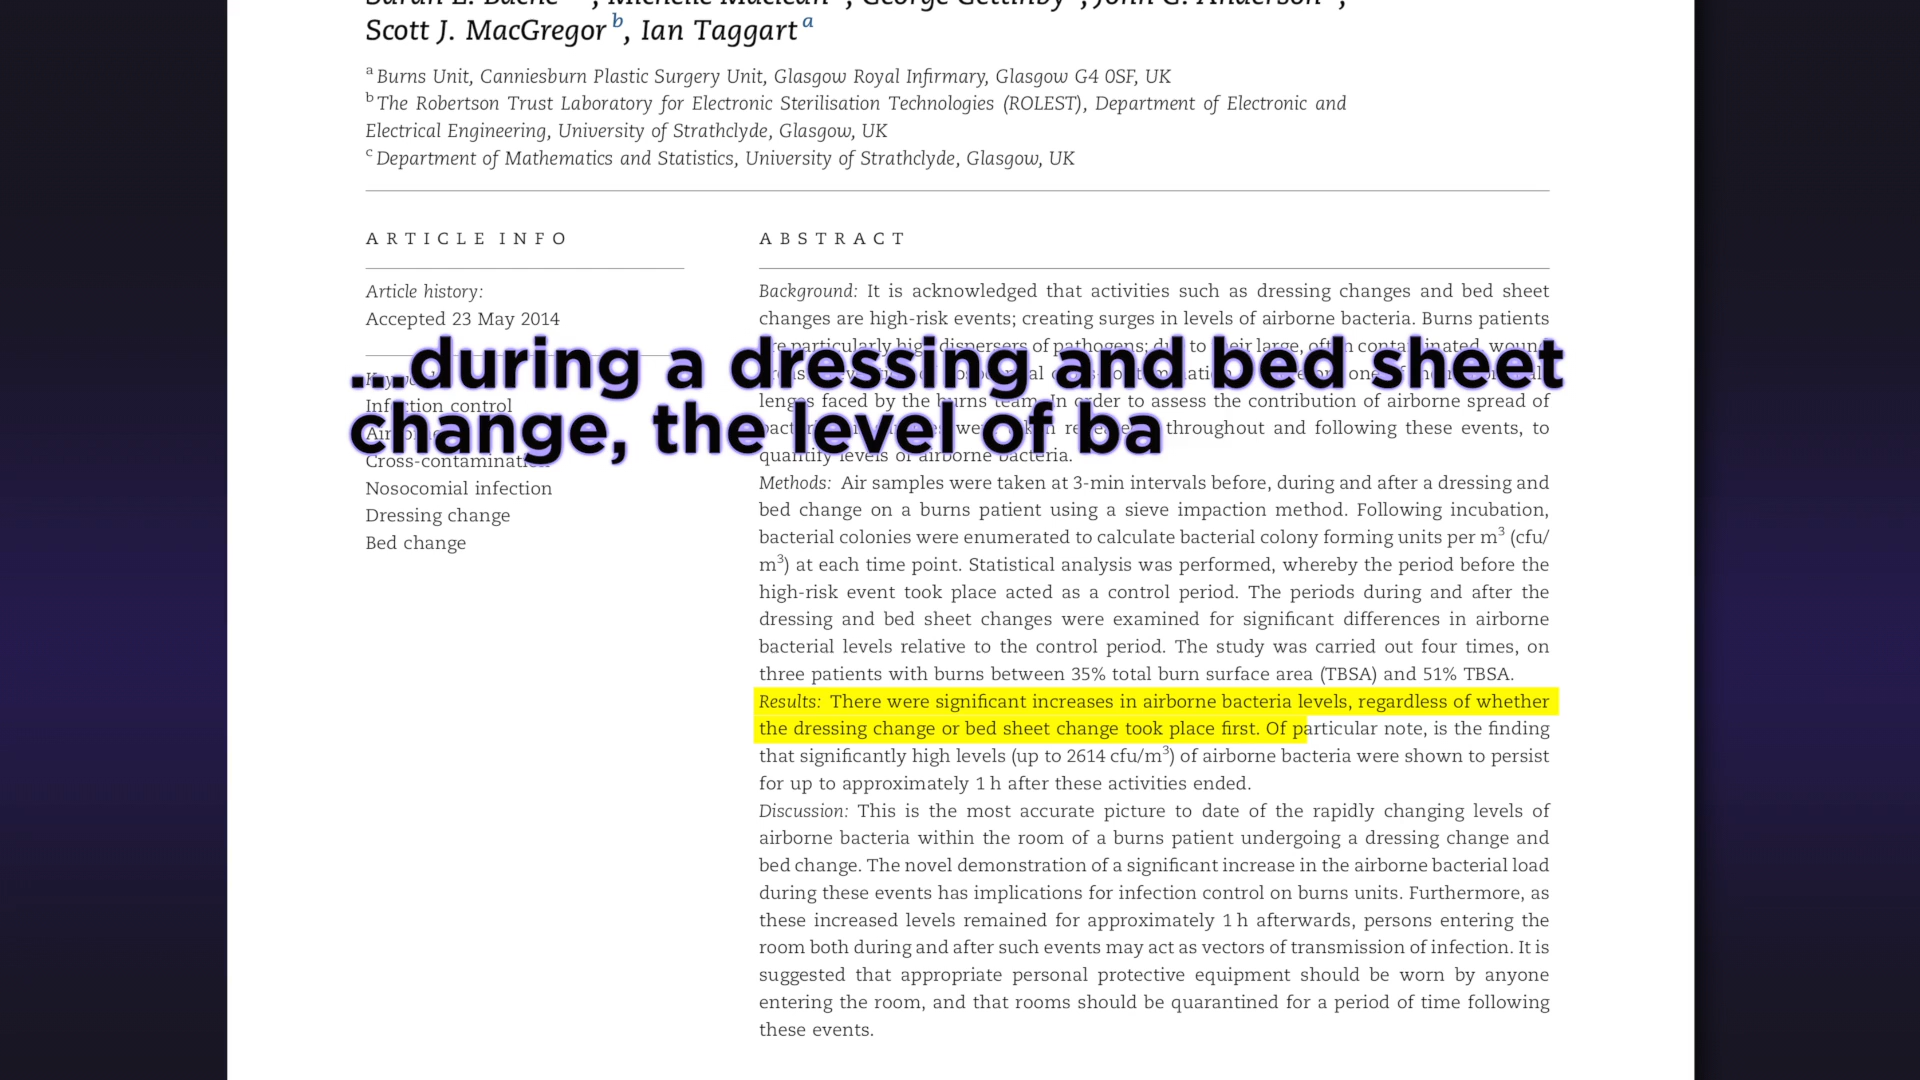 Scott J. MacGregor b, Ian Taggart a
a Burns Unit, Canniesburn Plastic Surgery Unit, Glasgow Royal Infirmary, Glasgow G4 0SF, UK
b The Robertson Trust Laboratory for Electronic Sterilisation Technologies (ROLEST), Department of Electronic and
Electrical Engineering, University of Strathclyde, Glasgow, UK
c Department of Mathematics and Statistics, University of Strathclyde, Glasgow, UK
ARTICLE INFO
Article history:
Accepted 23 May 2014
Infection control
Cross-contamination
Nosocomial infection
Dressing change
Bed change
...during a dressing and bed sheet
change, the level of ba
ABSTRACT
Background: It is acknowledged that activities such as dressing changes and bed sheet
changes are high-risk events; creating surges in levels of airborne bacteria. Burns patients
are particularly high dispersers of pathogens; due to their large, often contaminated, wound
lenges faced by the burns team. In order to assess the contribution of airborne spread of
throughout and following these events, to
quantify levels of airborne bacteria.
Methods: Air samples were taken at 3-min intervals before, during and after a dressing and
bed change on a burns patient using a sieve impaction method. Following incubation,
bacterial colonies were enumerated to calculate bacterial colony forming units per m3 (cfu/
m3) at each time point. Statistical analysis was performed, whereby the period before the
high-risk event took place acted as a control period. The periods during and after the
dressing and bed sheet changes were examined for significant differences in airborne
bacterial levels relative to the control period. The study was carried out four times, on
three patients with burns between 35% total burn surface area (TBSA) and 51% TBSA.
Results: There were significant increases in airborne bacteria levels, regardless of whether
the dressing change or bed sheet change took place first. Of particular note, is the finding
that significantly high levels (up to 2614 cfu/m3) of airborne bacteria were shown to persist
for up to approximately 1 h after these activities ended.
Discussion: This is the most accurate picture to date of the rapidly changing levels of
airborne bacteria within the room of a burns patient undergoing a dressing change and
bed change. The novel demonstration of a significant increase in the airborne bacterial load
during these events has implications for infection control on burns units. Furthermore, as
these increased levels remained for approximately 1 h afterwards, persons entering the
room both during and after such events may act as vectors of transmission of infection. It is
suggested that appropriate personal protective equipment should be worn by anyone
entering the room, and that rooms should be quarantined for a period of time following
these events.